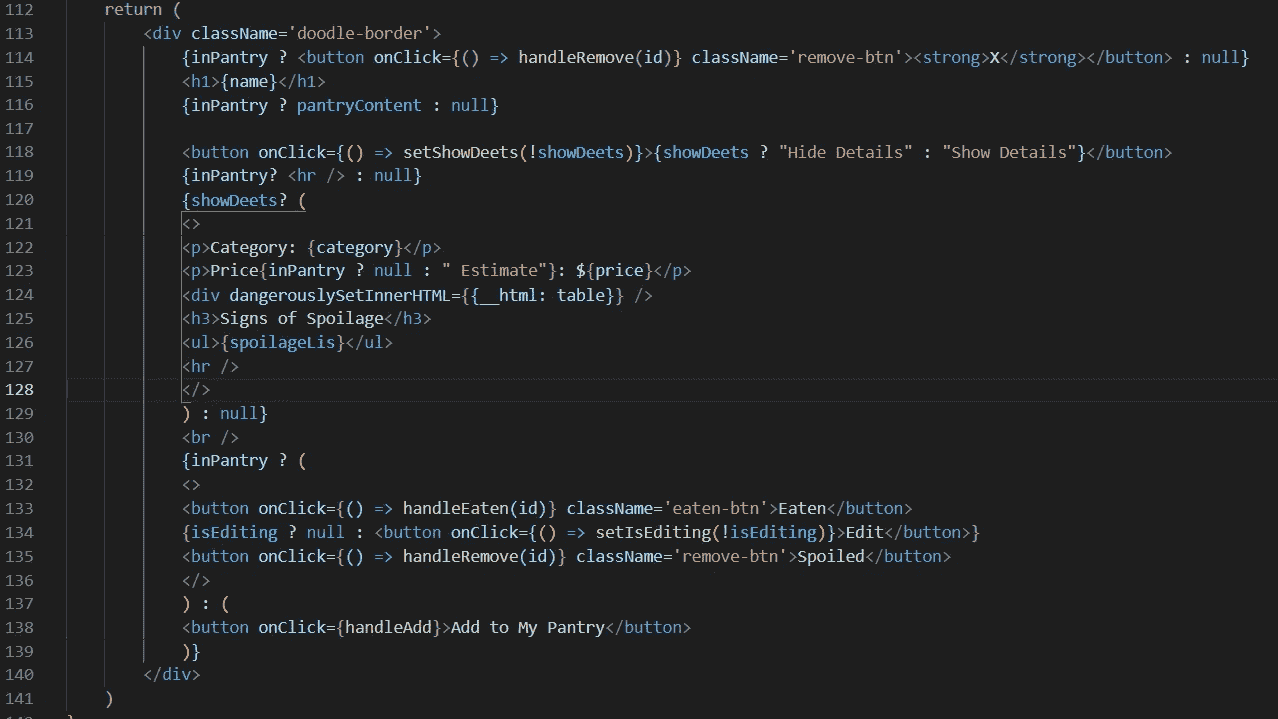 112 return (
113 <div className='doodle-border'>
114 {inPantry ? <button onClick={() => handleRemove(id)} className='remove-btn'><strong>X</strong></button> : null}
115 <h1>{name}</h1>
116 {inPantry ? pantryContent : null}
117
118 <button onClick={() => setShowDeets(!showDeets)}>{showDeets ? "Hide Details" : "Show Details"}</button>
119 {inPantry? <hr /> : null}
120 {showDeets? (
121 <>
122 <p>Category: {category}</p>
123 <p>Price{inPantry ? null : " Estimate"}: ${price}</p>
124 <div dangerouslySetInnerHTML={{__html: table}} />
125 <h3>Signs of Spoilage</h3>
126 <ul>{spoilageLis}</ul>
127 <hr />
128 </>
129 ) : null}
130 <br />
131 {inPantry ? (
132 <>
133 <button onClick={() => handleEaten(id)} className='eaten-btn'>Eaten</button>
134 {isEditing ? null : <button onClick={() => setIsEditing(!isEditing)}>Edit</button>}
135 <button onClick={() => handleRemove(id)} className='remove-btn'>Spoiled</button>
136 </>
137 ) : (
138 <button onClick={handleAdd}>Add to My Pantry</button>
139 )}
140 </div>
141 )